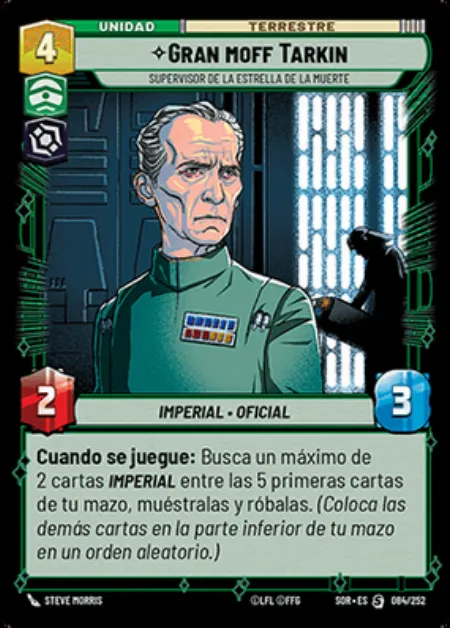 UNIDAD
TERRESTRE
4
GRAN MOFF TARKIN
SUPERVISOR DE LA ESTRELLA DE LA MUERTE
2
IMPERIAL • OFICIAL
3
Cuando se juegue: Busca un máximo de
2 cartas IMPERIAL entre las 5 primeras cartas
de tu mazo, muéstralas y róbalas. (Coloca las
demás cartas en la parte inferior de tu mazo
en un orden aleatorio.)
STEVE MORRIS
©LFL ©FFG
SOR • ES
S
084/252